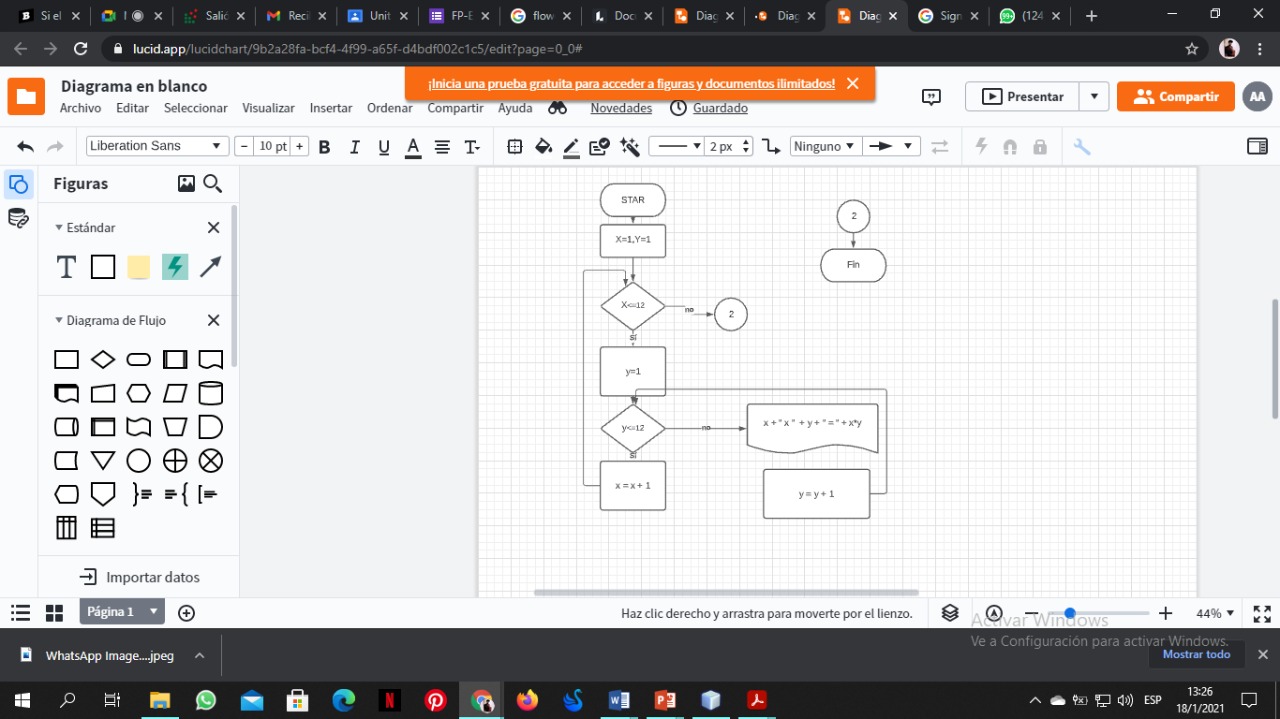 Si el
(
Salió
Recil
Unit
FP-E
flow
Doc
Diag
Diag
Diag
Sign
99+
(124
lucid.app/lucidchart/9b2a28fa-bcf4-4f99-a65f-d4bdf002c1c5/edit?page=0_0#
Diagrama en blanco
¡Inicia una prueba gratuita para acceder a figuras y documentos ilimitados!
Archivo Editar Seleccionar Visualizar Insertar Ordenar Compartir Ayuda Novedades Guardado
Presentar
Compartir
AA
Liberation Sans
− 10 pt +
B I U A T
2 px
Ninguno
Figuras
Estándar
T
Diagrama de Flujo
Importar datos
STAR
X=1,Y=1
X<=12
no
2
Sí
y=1
y<=12
no
x + " x " + y + " = " + x*y
Sí
x = x + 1
y = y + 1
2
Fin
Página 1
Haz clic derecho y arrastra para moverte por el lienzo.
44%
Activar Windows
Ve a Configuración para activar Windows.
WhatsApp Image....jpeg
Mostrar todo
ESP
13:26
18/1/2021